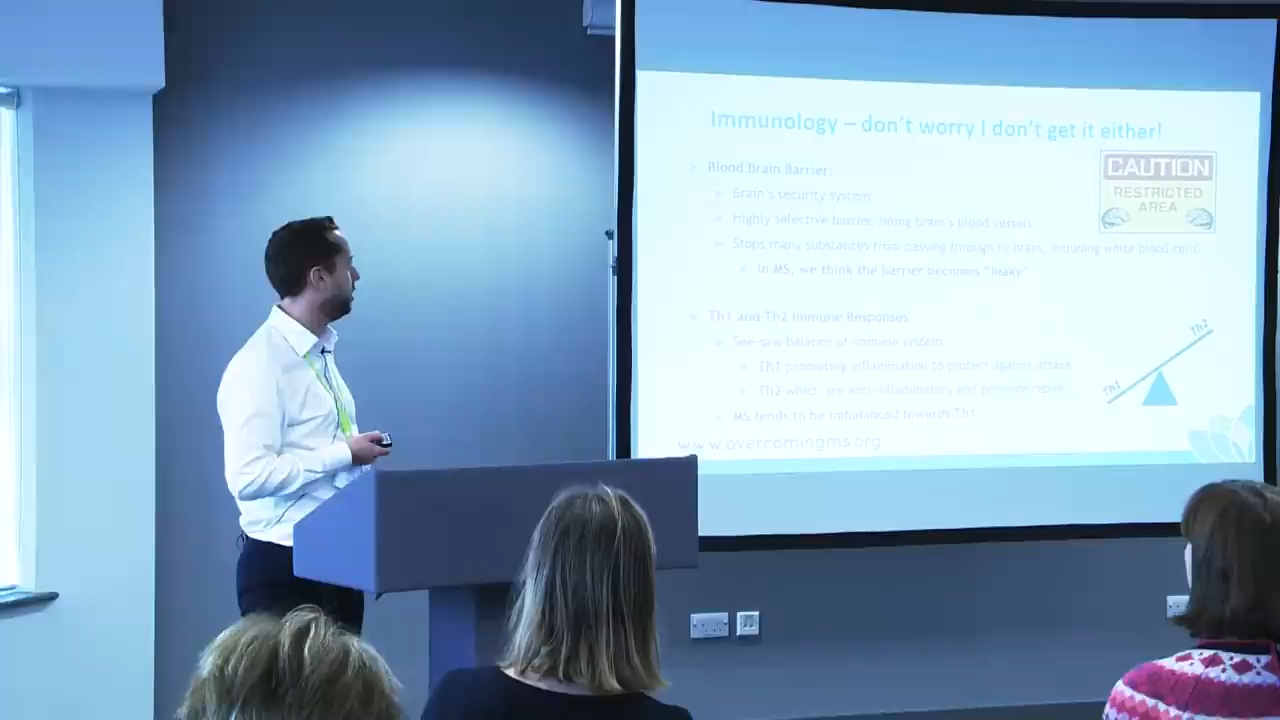 Immunology – don't worry I don't get it either!
Blood Brain Barrier:
Brain's security system
Highly selective barrier, lining brain's blood vessels
Stops many substances from passing through to brain, including white blood cells.
In MS, we think the barrier becomes "leaky"
CAUTION
RESTRICTED
AREA
Th1 and Th2 Immune Responses
See-saw balance of immune system
Th1 promoting inflammation to protect against attack
Th2 which are anti inflammatory and promote repair
MS tends to be imbalanced towards Th1
Th1
Th2
www.overcomingms.org